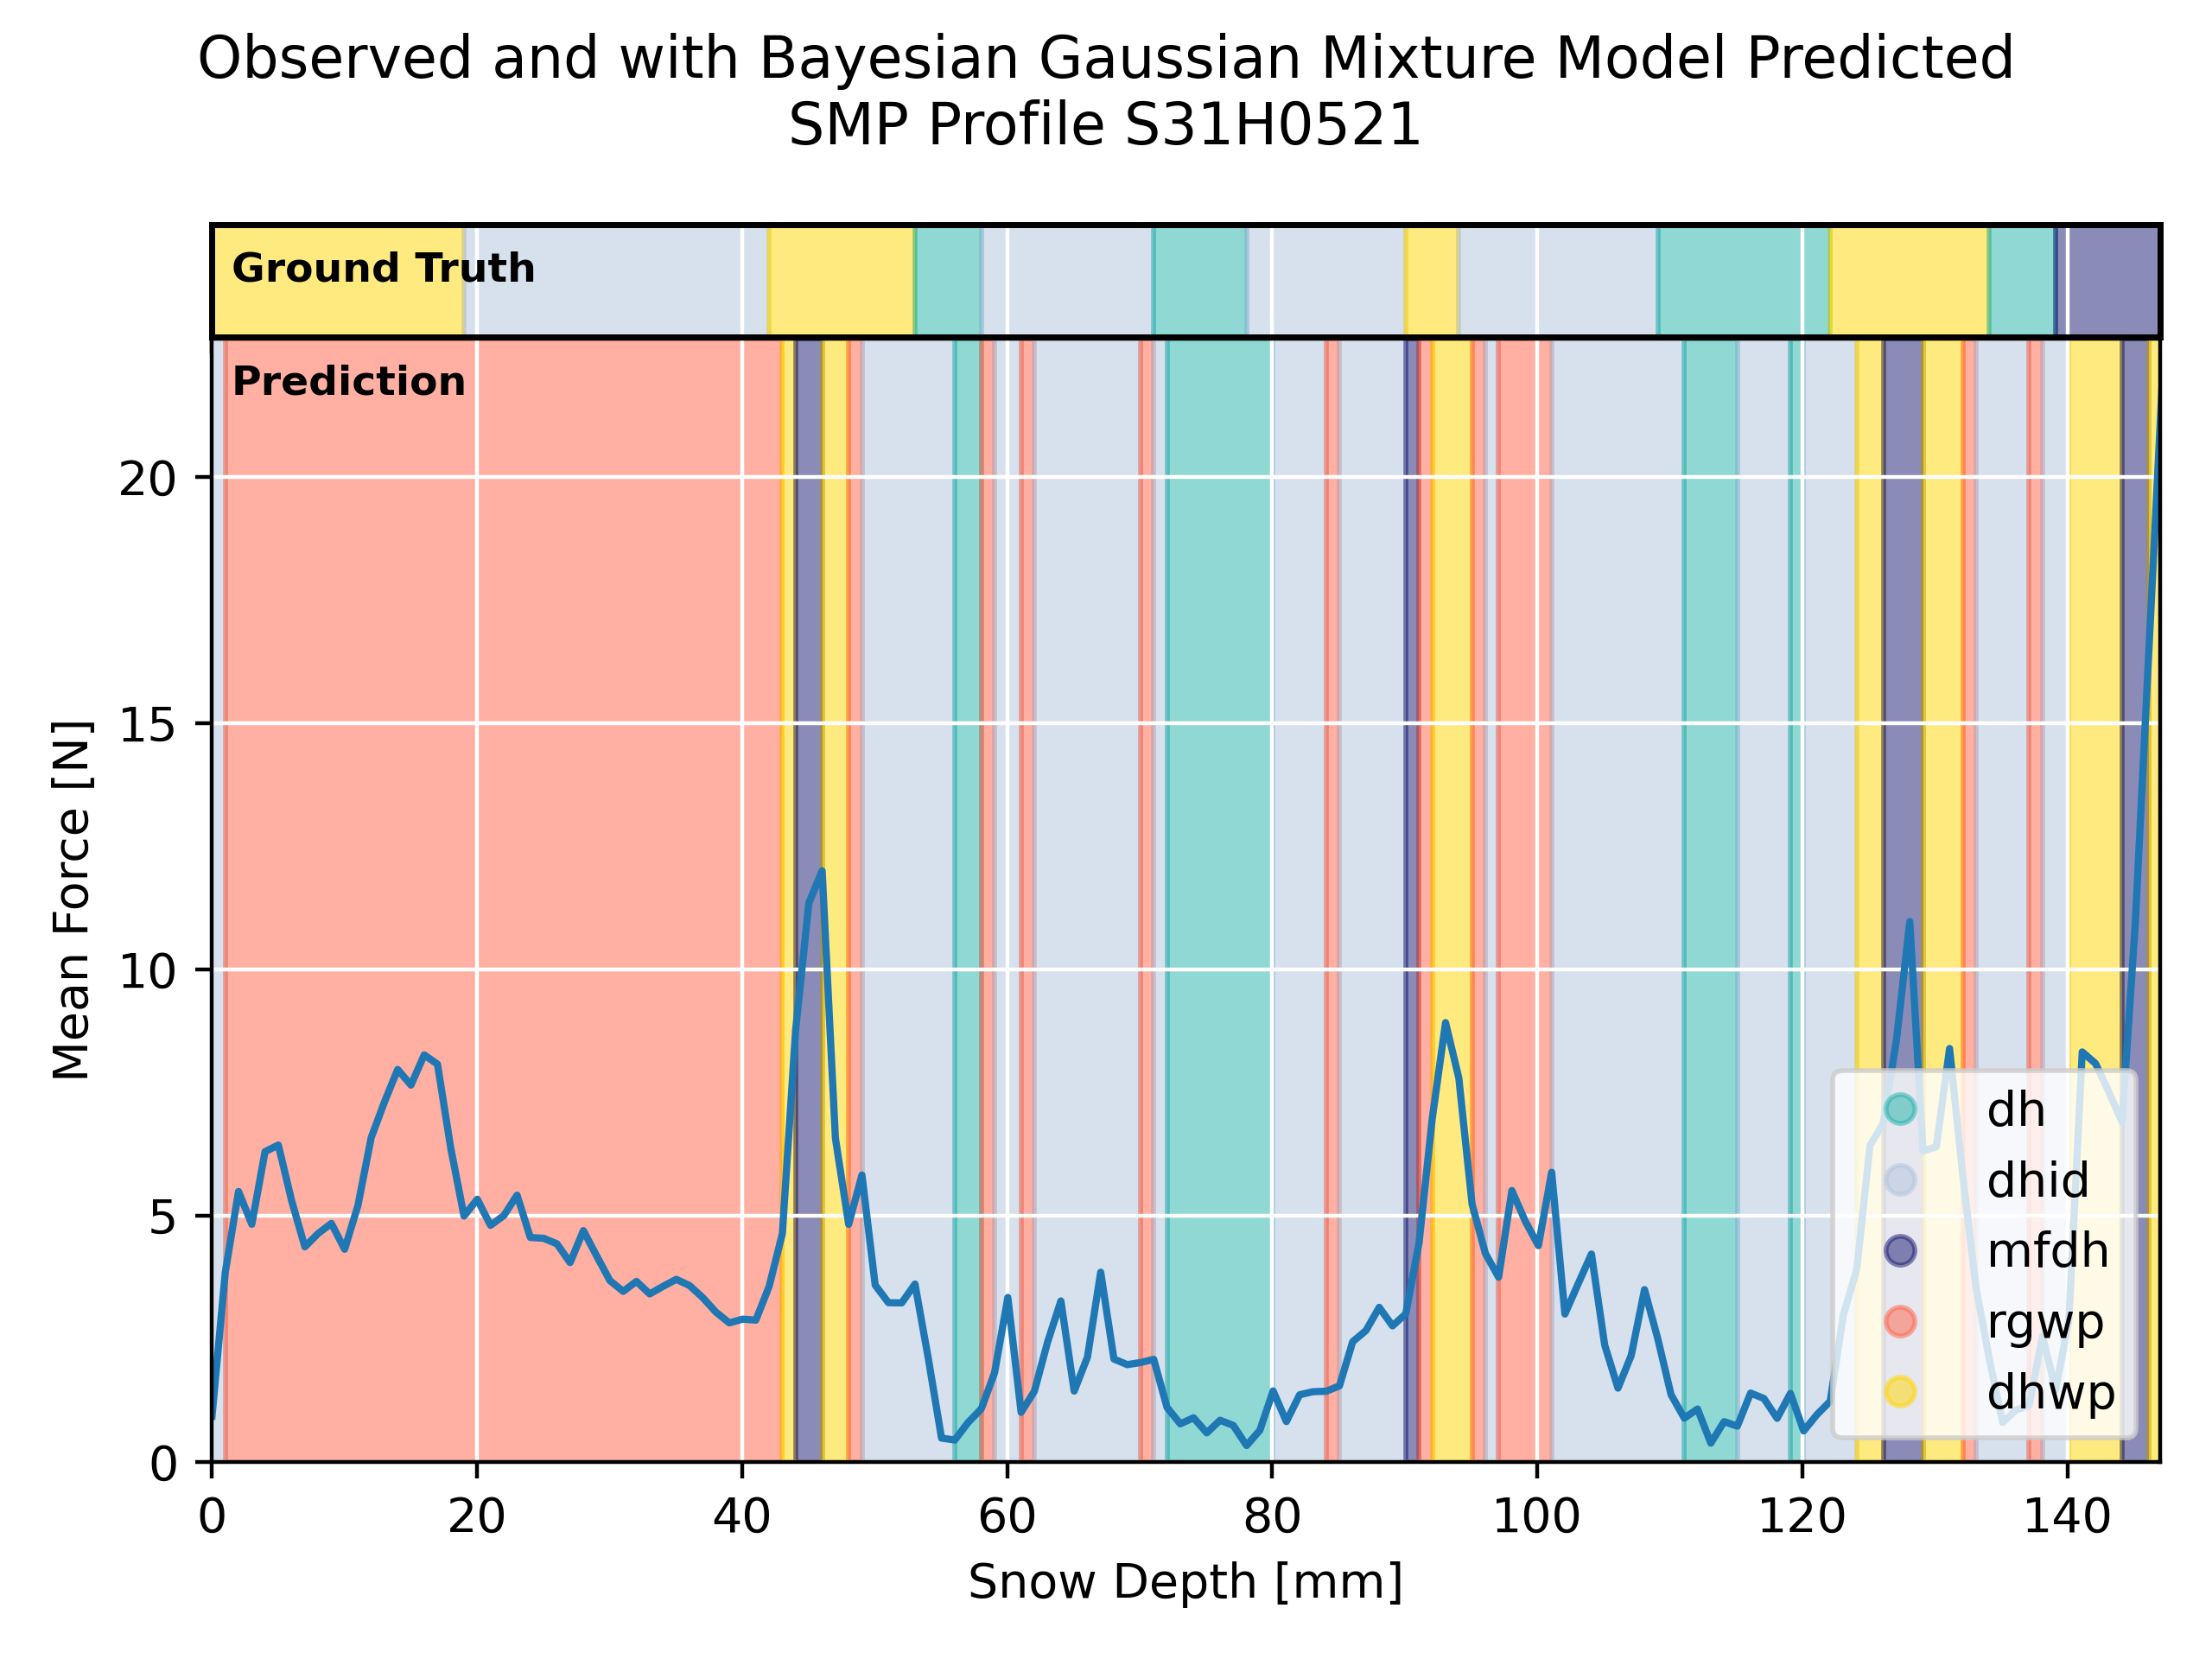 Observed and with Bayesian Gaussian Mixture Model Predicted
SMP Profile S31H0521
Ground Truth
Prediction
20
15
10
5
0
Mean Force [N]
dh
dhid
mfdh
rgwp
dhwp
0 20 40 60 80 100 120 140
Snow Depth [mm]